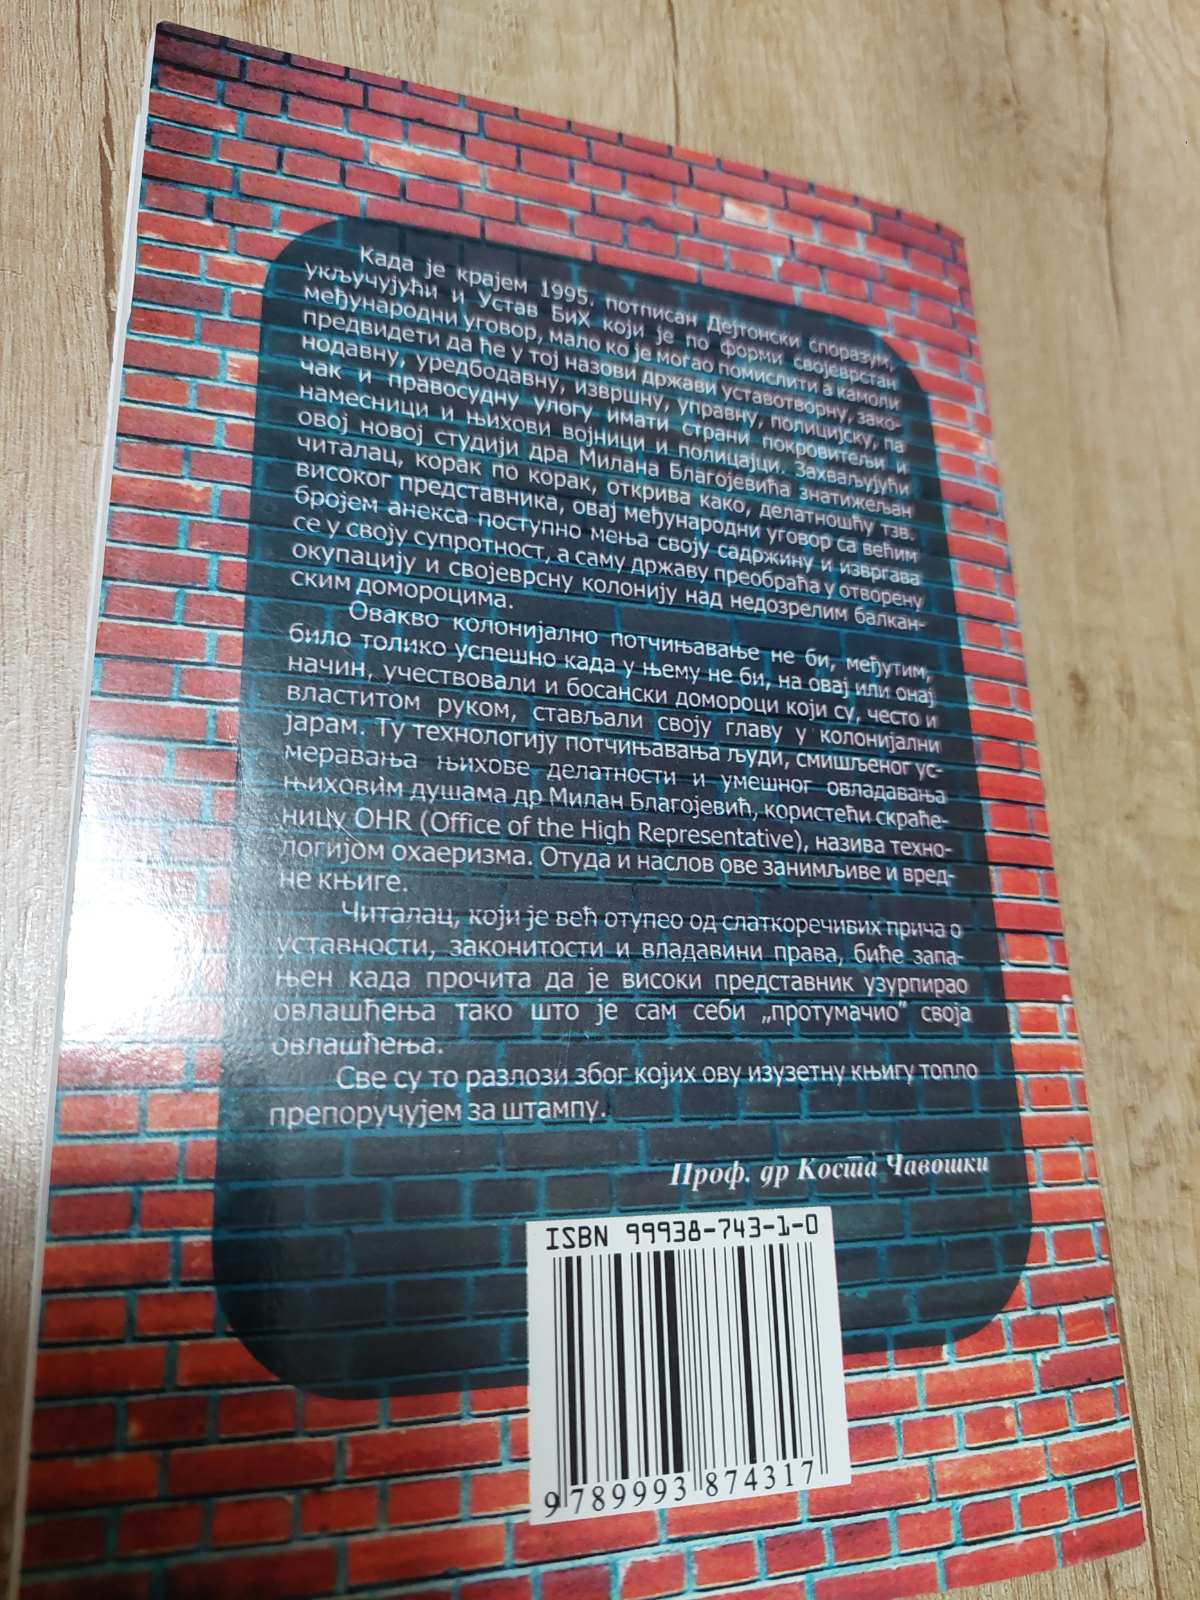 Када је крајем 1995. потписан Дејтонски споразум,
укључујући и Устав БиХ који је по форми својеврстан
међународни уговор, мало ко је могао помислити а камоли
предвидети да ће у тој назови држави уставотворну, зако-
нодавну, уредбодавну, извршну, управну, полицијску, па
чак и правосудну улогу имати страни покровитељи и
намесници и њихови војници и полицајци. Захваљујући
овој новој студији дра Милана Благојевића знатижељан
читалац, корак по корак, открива како, делатношћу тзв.
високог представника, овај међународни уговор са већим
бројем анекса поступно мења своју садржину и извргава
се у своју супротност, а саму државу преобраћа у отворену
окупацију и својеврсну колонију над недозрелим балкан-
ским домороцима.
Овакво колонијално потчињавање не би, међутим,
било толико успешно када у њему не би, на овај или онај
начин, учествовали и босански домороци који су, често и
властитом руком, стављали своју главу у колонијални
јарам. Ту технологију потчињавања људи, смишљеног ус-
меравања њихове делатности и умешног овладавања
њиховим душама др Милан Благојевић, користећи скраће-
ницу OHR (Office of the High Representative), назива техно-
логијом охаеризма. Отуда и наслов ове занимљиве и вред-
не књиге.
Читалац, који је већ отупео од слаткоречивих прича о
уставности, законитости и владавини права, биће запа-
њен када прочита да је високи представник узурпирао
овлашћења тако што је сам себи „протумачио" своја
овлашћења.
Све су то разлози због којих ову изузетну књигу топло
препоручујем за штампу.
Проф. др Коста Чавошки
ISBN 99938-743-1-0
9 789993 874317